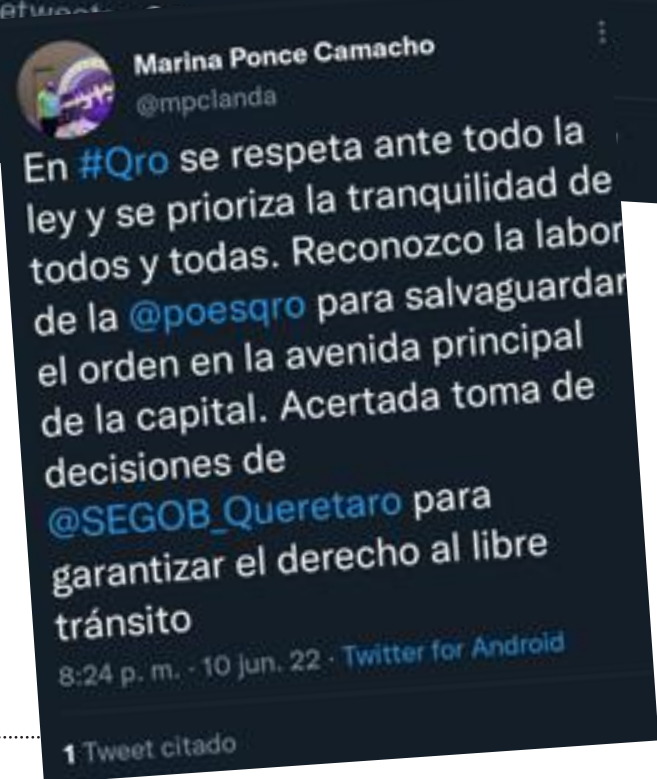 Marina Ponce Camacho
@mpclanda
En #Qro se respeta ante todo la
ley y se prioriza la tranquilidad de
todos y todas. Reconozco la labor
de la @poesqro para salvaguardar
el orden en la avenida principal
de la capital. Acertada toma de
decisiones de
@SEGOB_Queretaro para
garantizar el derecho al libre
tránsito
8:24 p. m. · 10 jun. 22 · Twitter for Android
1 Tweet citado